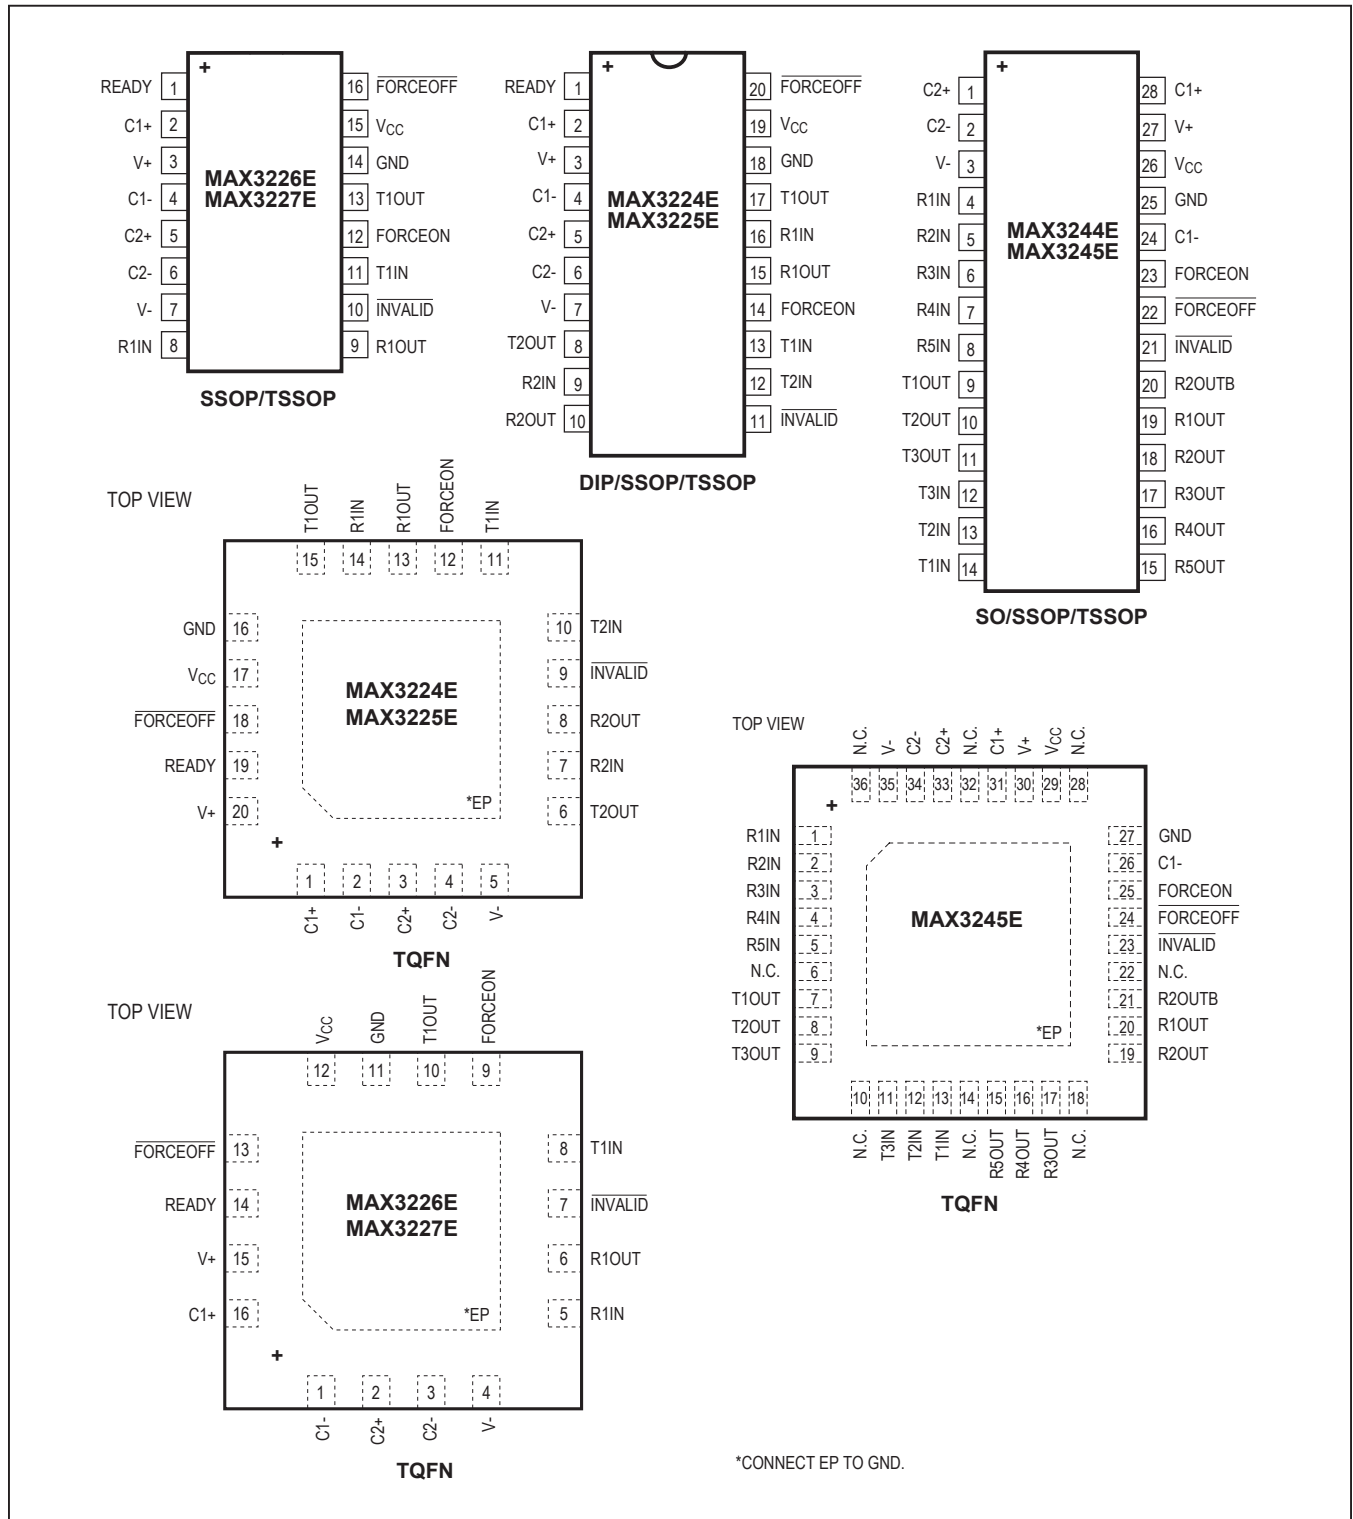 +
READY 1 16 FORCEOFF
C1+ 2 15 VCC
V+ 3 14 GND
C1- 4 13 T1OUT
C2+ 5 12 FORCEON
C2- 6 11 T1IN
V- 7 10 INVALID
R1IN 8 9 R1OUT
MAX3226E
MAX3227E
SSOP/TSSOP
+
READY 1 20 FORCEOFF
C1+ 2 19 VCC
V+ 3 18 GND
C1- 4 17 T1OUT
C2+ 5 16 R1IN
C2- 6 15 R1OUT
V- 7 14 FORCEON
T2OUT 8 13 T1IN
R2IN 9 12 T2IN
R2OUT 10 11 INVALID
MAX3224E
MAX3225E
DIP/SSOP/TSSOP
+
C2+ 1 28 C1+
C2- 2 27 V+
V- 3 26 VCC
R1IN 4 25 GND
R2IN 5 24 C1-
R3IN 6 23 FORCEON
R4IN 7 22 FORCEOFF
R5IN 8 21 INVALID
T1OUT 9 20 R2OUTB
T2OUT 10 19 R1OUT
T3OUT 11 18 R2OUT
T3IN 12 17 R3OUT
T2IN 13 16 R4OUT
T1IN 14 15 R5OUT
MAX3244E
MAX3245E
SO/SSOP/TSSOP
TOP VIEW
T1OUT R1IN R1OUT FORCEON T1IN
15 14 13 12 11
GND 16 10 T2IN
VCC 17 9 INVALID
FORCEOFF 18 8 R2OUT
READY 19 7 R2IN
V+ 20 6 T2OUT
MAX3224E
MAX3225E
*EP
+
1 2 3 4 5
C1+ C1- C2+ C2- V-
TQFN
TOP VIEW
N.C. V- C2- C2+ N.C. C1+ V+ VCC N.C.
36 35 34 33 32 31 30 29 28
+
R1IN 1 27 GND
R2IN 2 26 C1-
R3IN 3 25 FORCEON
R4IN 4 24 FORCEOFF
R5IN 5 23 INVALID
N.C. 6 22 N.C.
T1OUT 7 21 R2OUTB
T2OUT 8 20 R1OUT
T3OUT 9 19 R2OUT
MAX3245E
*EP
10 11 12 13 14 15 16 17 18
N.C. T3IN T2IN T1IN N.C. R5OUT R4OUT R3OUT N.C.
TQFN
TOP VIEW
VCC GND T1OUT FORCEON
12 11 10 9
FORCEOFF 13 8 T1IN
READY 14 7 INVALID
V+ 15 6 R1OUT
C1+ 16 5 R1IN
MAX3226E
MAX3227E
*EP
+
1 2 3 4
C1- C2+ C2- V-
TQFN
*CONNECT EP TO GND.